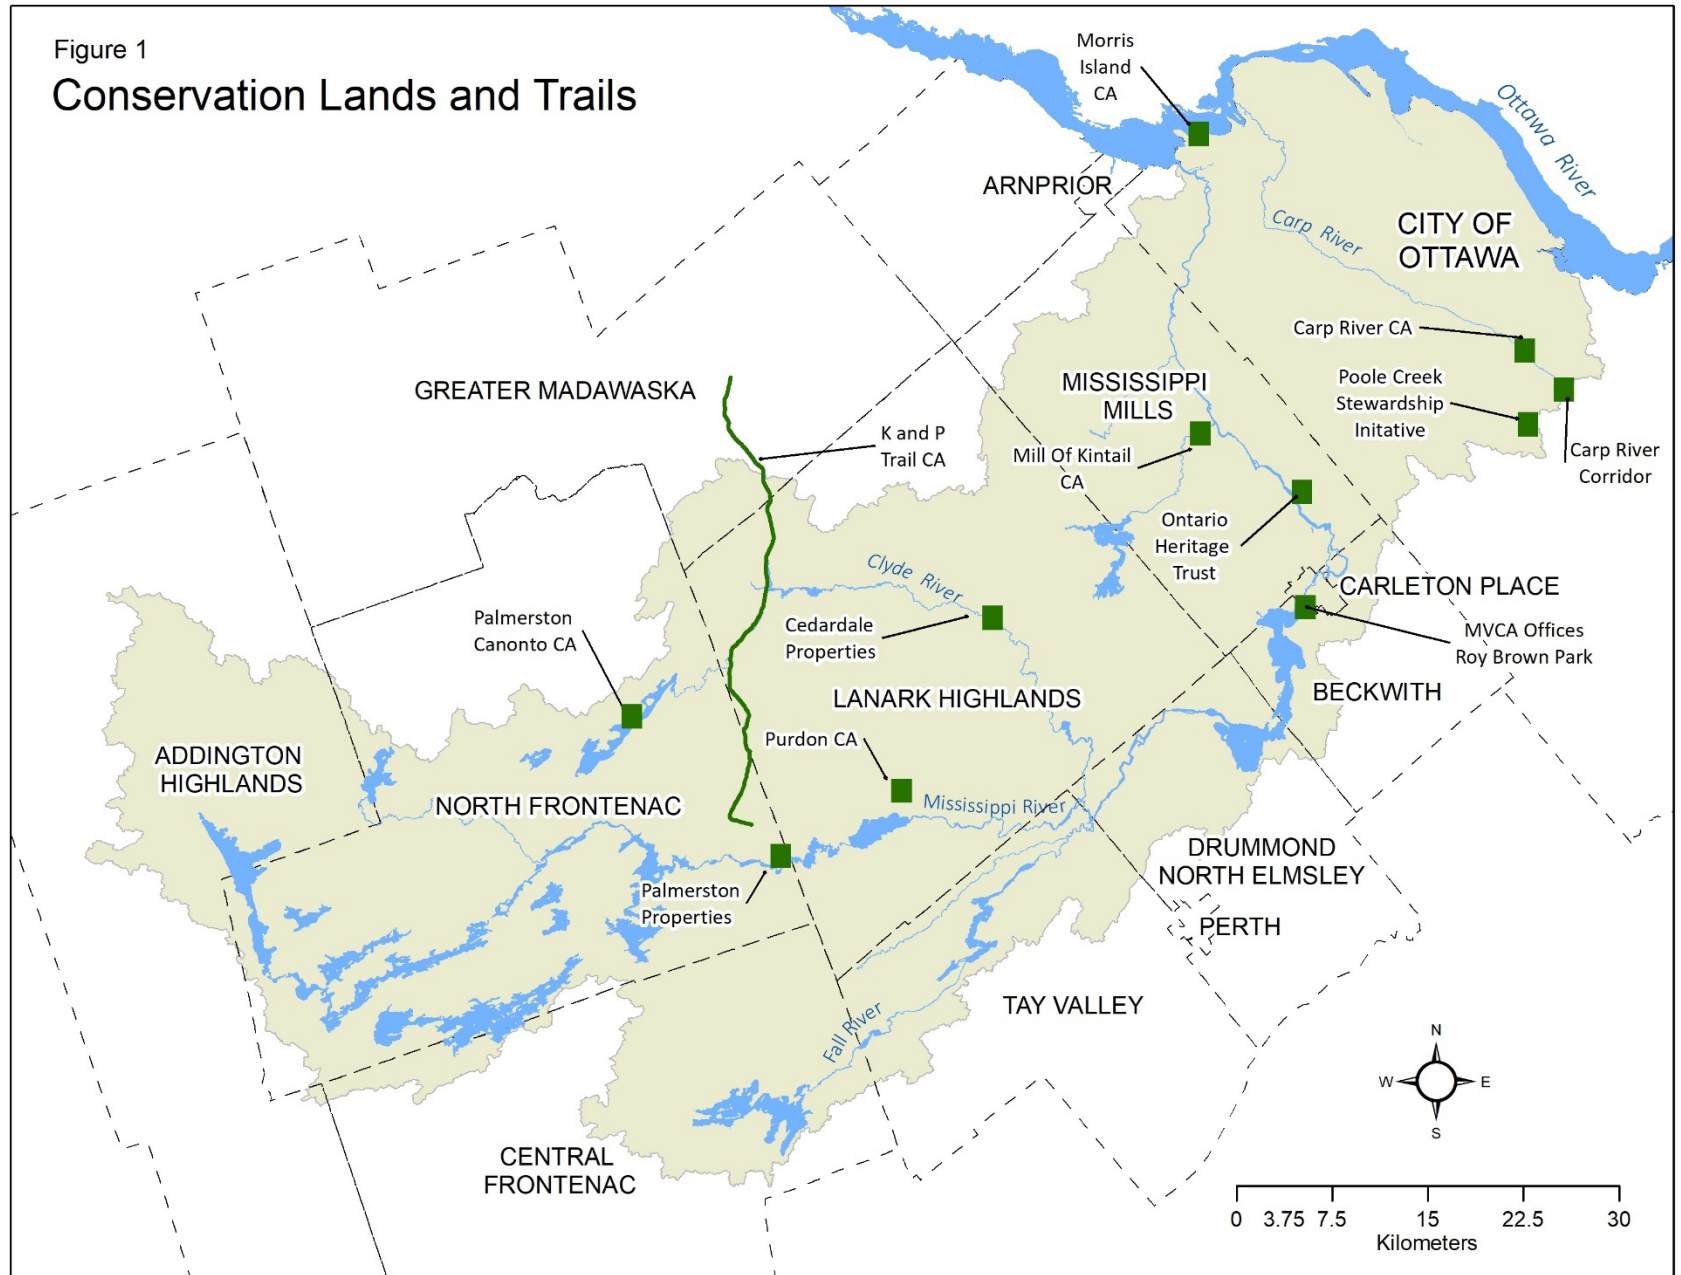 Figure 1
Conservation Lands and Trails
Morris
Island
CA
Ottawa River
ARNPRIOR
Carp River
CITY OF
OTTAWA
Carp River CA
Poole Creek
Stewardship
Initative
Carp River
Corridor
GREATER MADAWASKA
MISSISSIPPI
MILLS
K and P
Trail CA
Mill Of Kintail
CA
Ontario
Heritage
Trust
Clyde River
CARLETON PLACE
Palmerston
Canonto CA
Cedardale
Properties
MVCA Offices
Roy Brown Park
LANARK HIGHLANDS
BECKWITH
Purdon CA
ADDINGTON
HIGHLANDS
NORTH FRONTENAC
Mississippi River
DRUMMOND
NORTH ELMSLEY
Palmerston
Properties
PERTH
TAY VALLEY
Fall River
N
W
E
S
CENTRAL
FRONTENAC
0 3.75 7.5 15 22.5 30
Kilometers